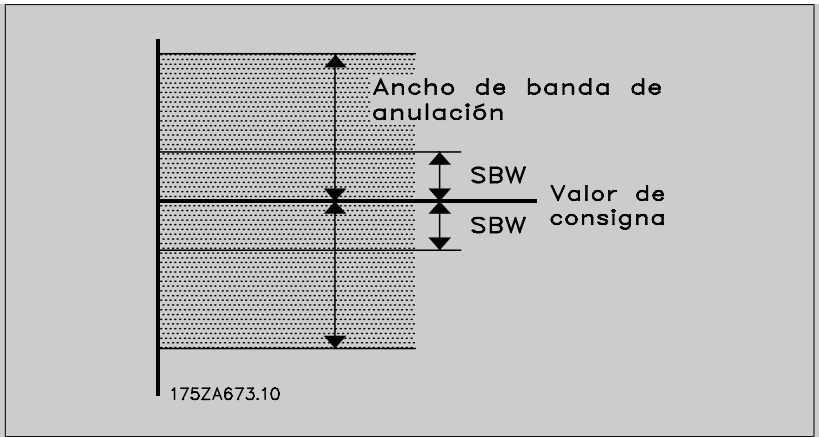 Ancho de banda de
anulación
SBW
Valor de
consigna
SBW
175ZA673.10